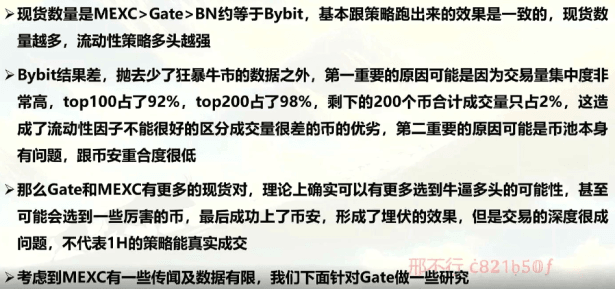 ➤现货数量是MEXC>Gate>BN约等于Bybit，基本跟策略跑出来的效果是一致的，现货数
量越多，流动性策略多头越强
➤Bybit结果差，抛去少了狂暴牛市的数据之外，第一重要的原因可能是因为交易量集中度非
常高，top100占了92%，top200占了98%，剩下的200个币合计成交量只占2%，这造
成了流动性因子不能很好的区分成交量很差的币的优劣，第二重要的原因可能是币池本身
有问题，跟币安重合度很低
➤那么Gate和MEXC有更多的现货对，理论上确实可以有更多选到牛逼多头的可能性，甚至
可能会选到一些厉害的币，最后成功上了币安，形成了埋伏的效果，但是交易的深度很成
问题，不代表1H的策略能真实成交
邢不行
➤考虑到MEXC有一些传闻及数据有限，我们下面针对Gate做一些研究